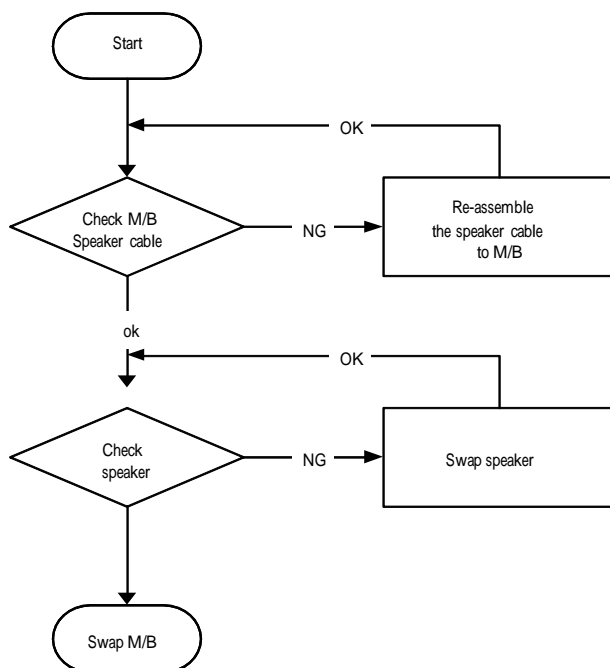 Start
OK
Check M/B
Speaker cable
NG
Re-assemble
the speaker cable
to M/B
ok
OK
Check
speaker
NG
Swap speaker
Swap M/B